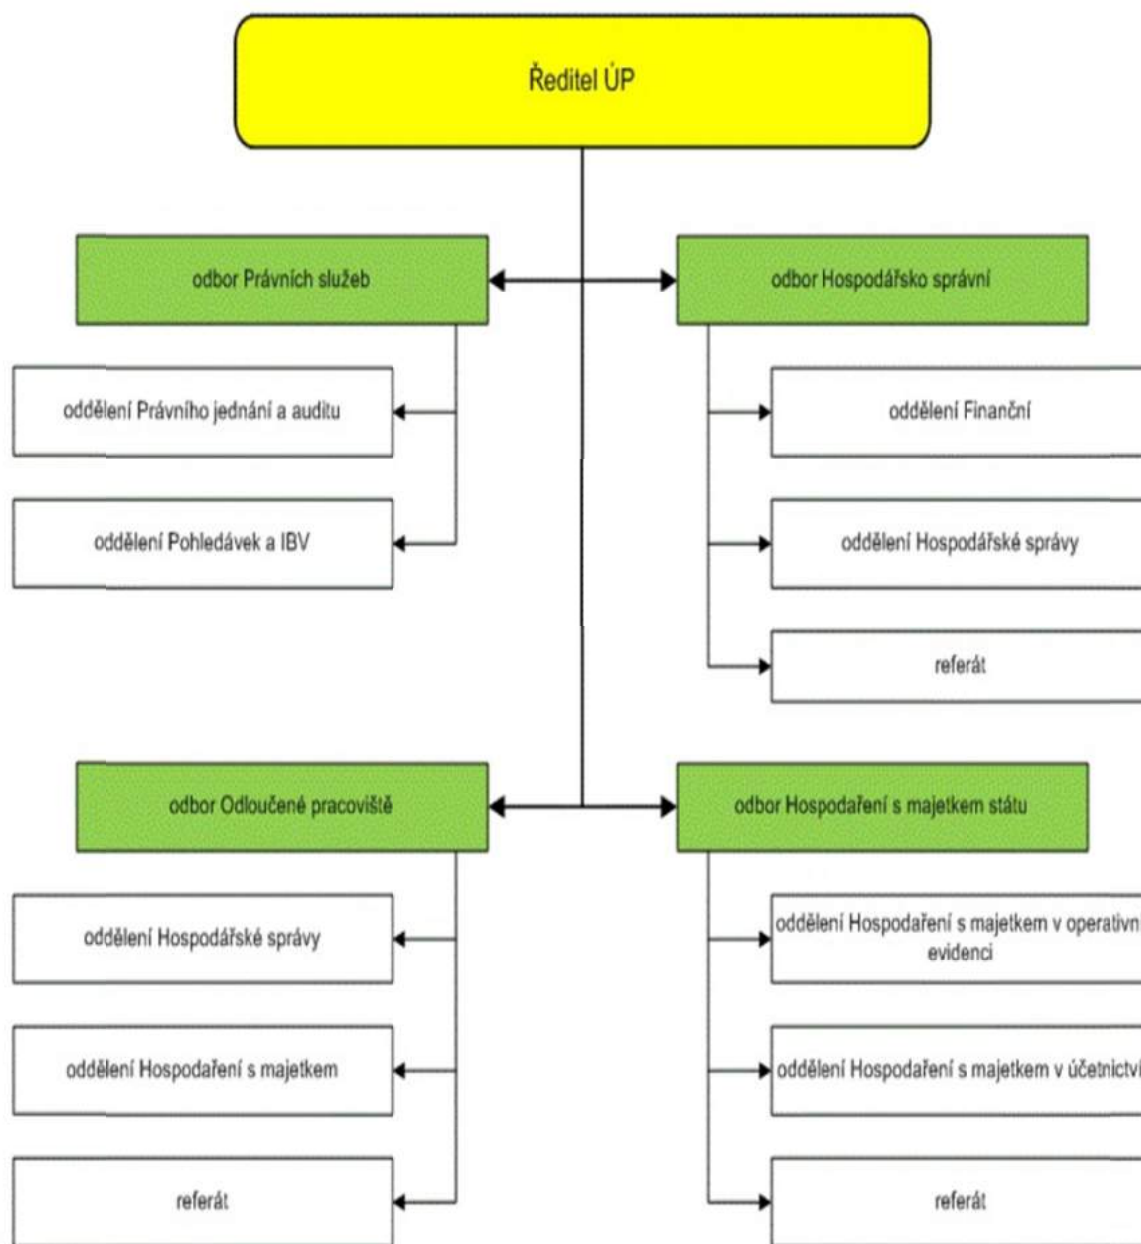 Ředitel ÚP
odbor Právních služeb
oddělení Právního jednání a auditu
oddělení Pohledávek a IBV
odbor Hospodářsko správní
oddělení Finanční
oddělení Hospodářské správy
referát
odbor Odloučené pracoviště
oddělení Hospodářské správy
oddělení Hospodaření s majetkem
referát
odbor Hospodaření s majetkem státu
oddělení Hospodaření s majetkem v operativní
evidenci
oddělení Hospodaření s majetkem v účetnictví
referát